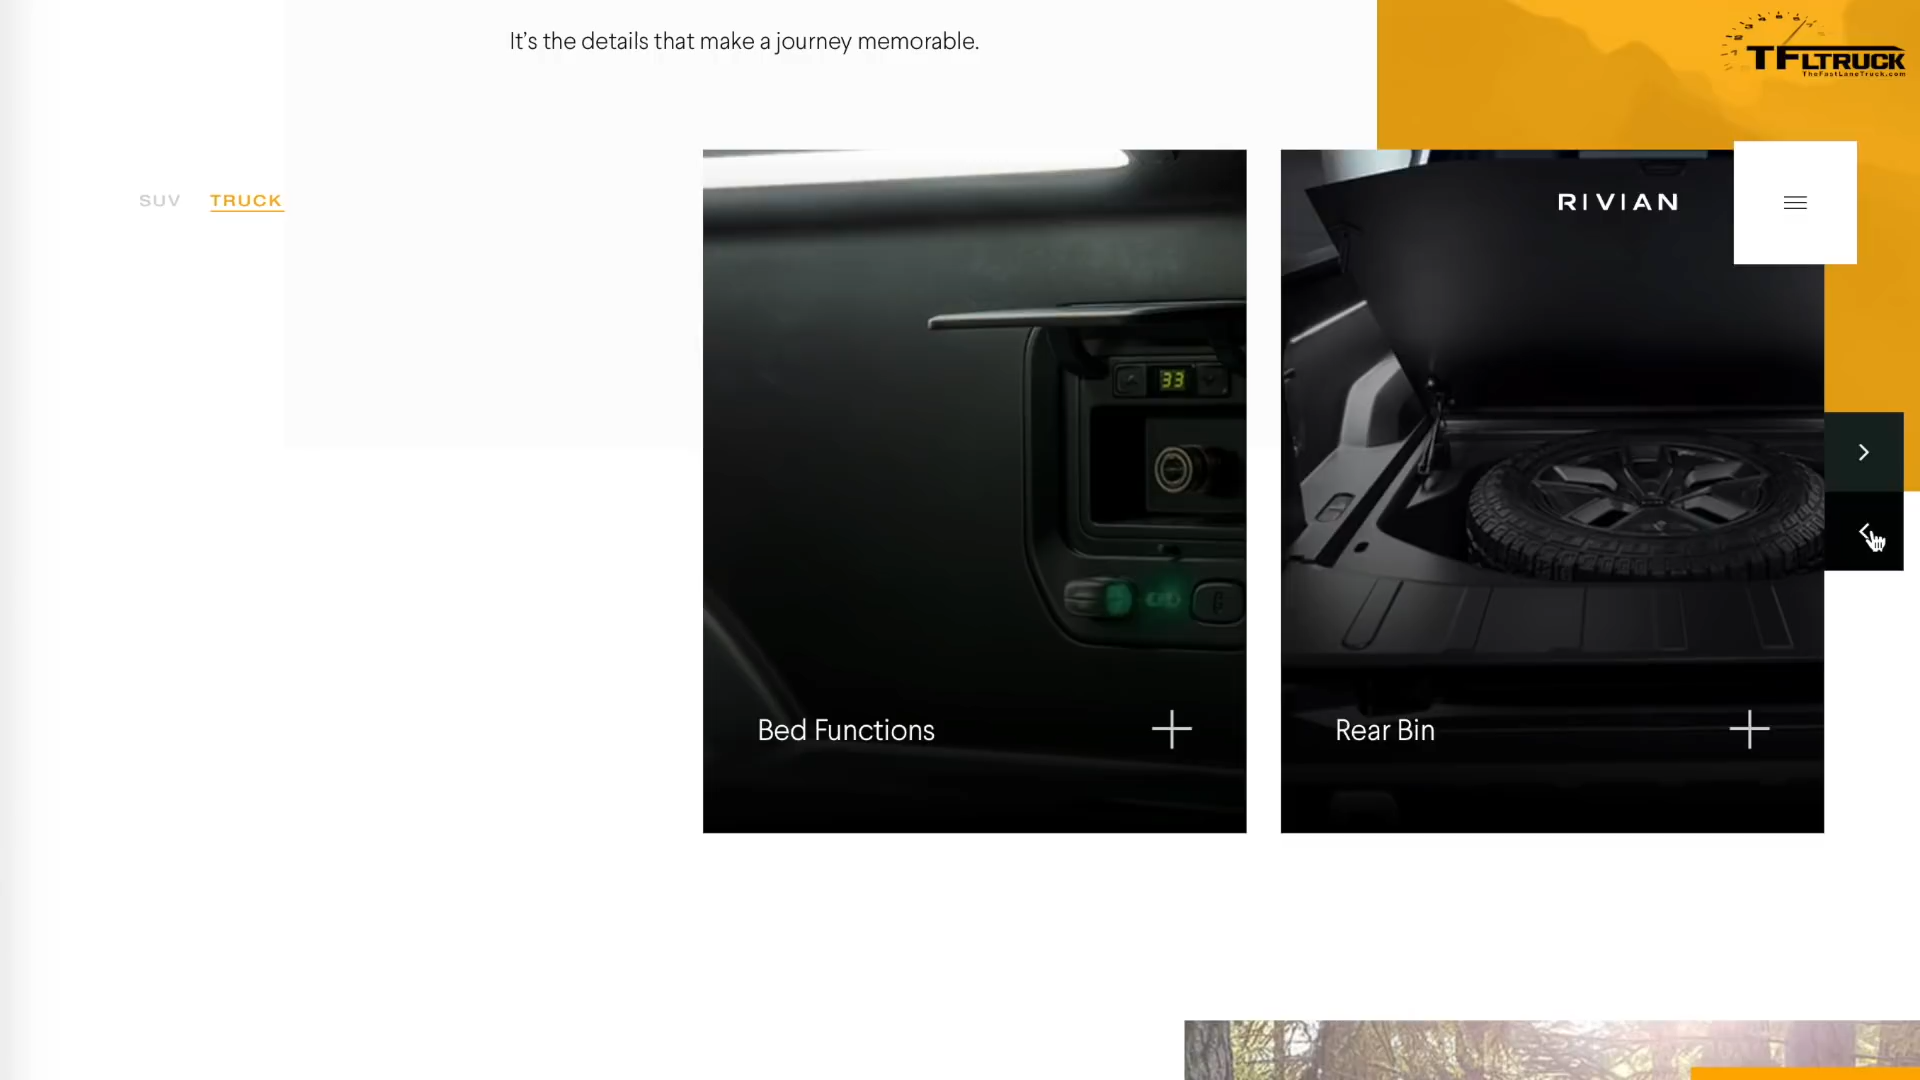 It’s the details that make a journey memorable.
TFLTRUCK
TheFastLaneTruck.com
SUV TRUCK
RIVIAN
33
Bed Functions
Rear Bin